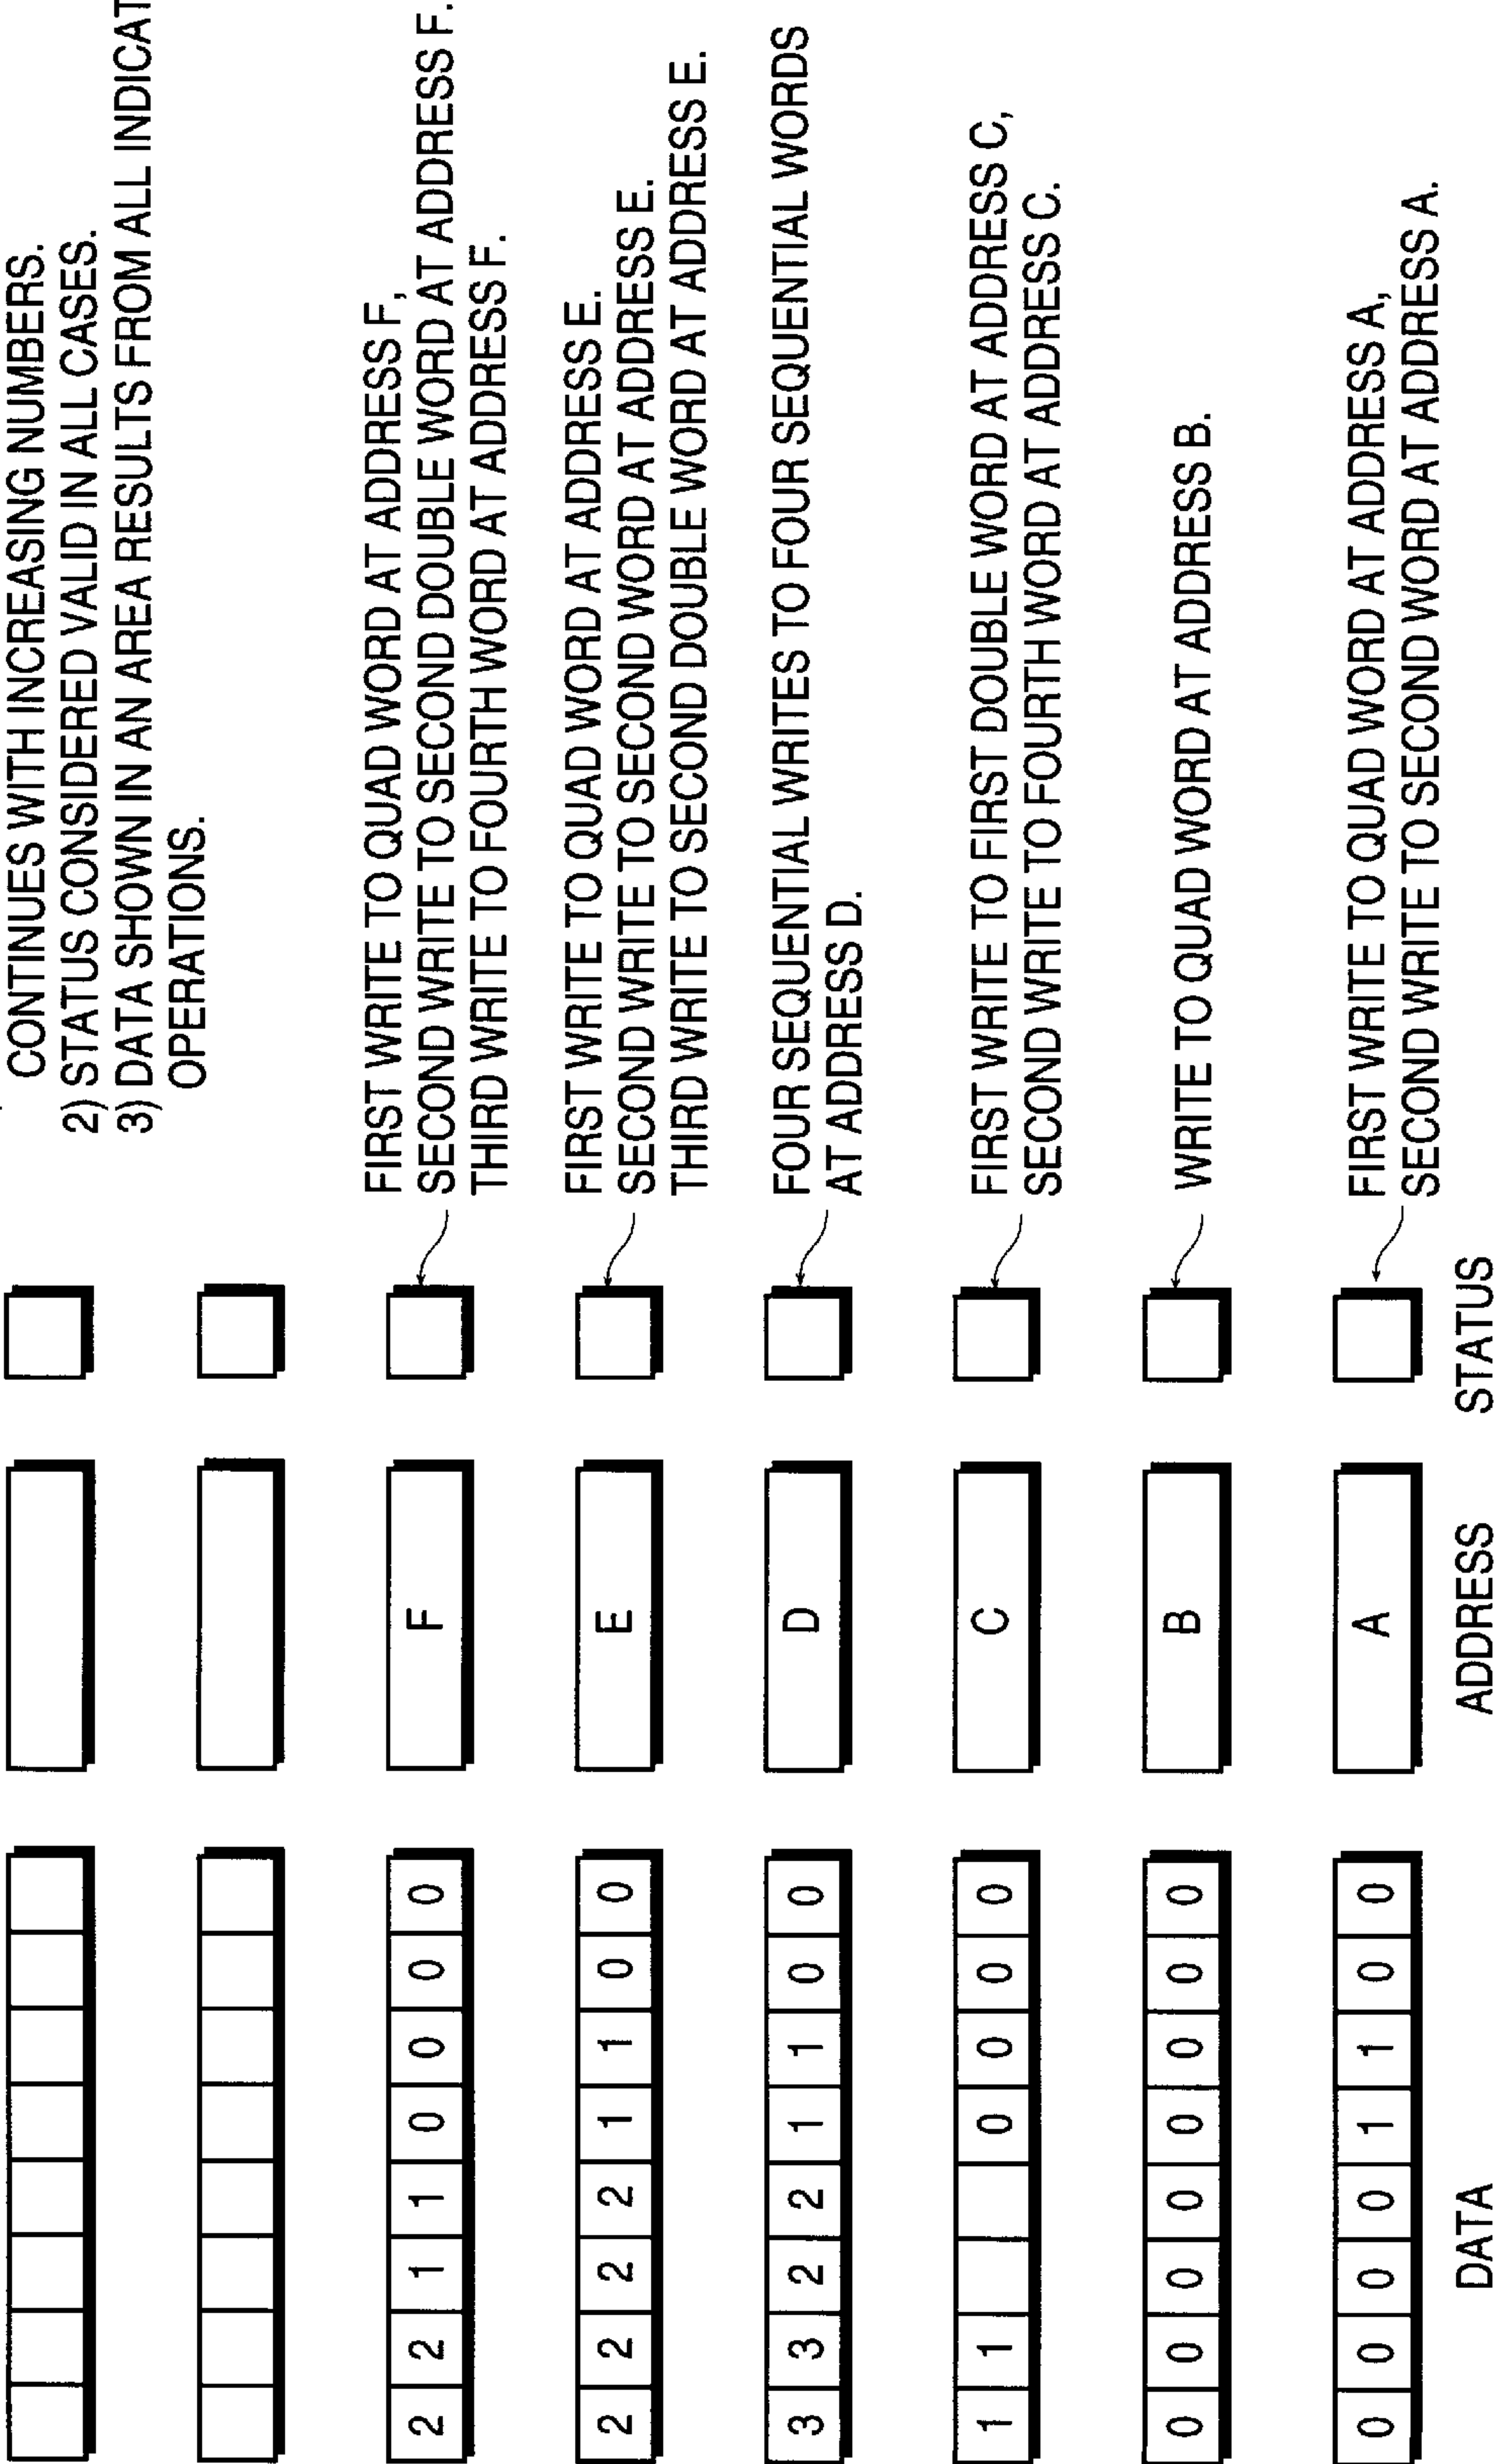 CONTINUES WITH INCREASING NUMBERS.
2) STATUS CONSIDERED VALID IN ALL CASES.
3) DATA SHOWN IN AN AREA RESULTS FROM ALL INDICAT
OPERATIONS.
2 2 1 1 0 0 0 0 F
FIRST WRITE TO QUAD WORD AT ADDRESS F,
SECOND WRITE TO SECOND DOUBLE WORD AT ADDRESS F.
THIRD WRITE TO FOURTH WORD AT ADDRESS F.
2 2 2 2 1 1 0 0 E
FIRST WRITE TO QUAD WORD AT ADDRESS E.
SECOND WRITE TO SECOND WORD AT ADDRESS E.
THIRD WRITE TO SECOND DOUBLE WORD AT ADDRESS E.
3 3 2 2 1 1 0 0 D
FOUR SEQUENTIAL WRITES TO FOUR SEQUENTIAL WORDS
AT ADDRESS D.
1 1 0 0 0 0 C
FIRST WRITE TO FIRST DOUBLE WORD AT ADDRESS C,
SECOND WRITE TO FOURTH WORD AT ADDRESS C.
0 0 0 0 0 0 0 0 B
WRITE TO QUAD WORD AT ADDRESS B.
0 0 0 0 1 1 0 0 A
FIRST WRITE TO QUAD WORD AT ADDRESS A,
SECOND WRITE TO SECOND WORD AT ADDRESS A.
DATA ADDRESS STATUS